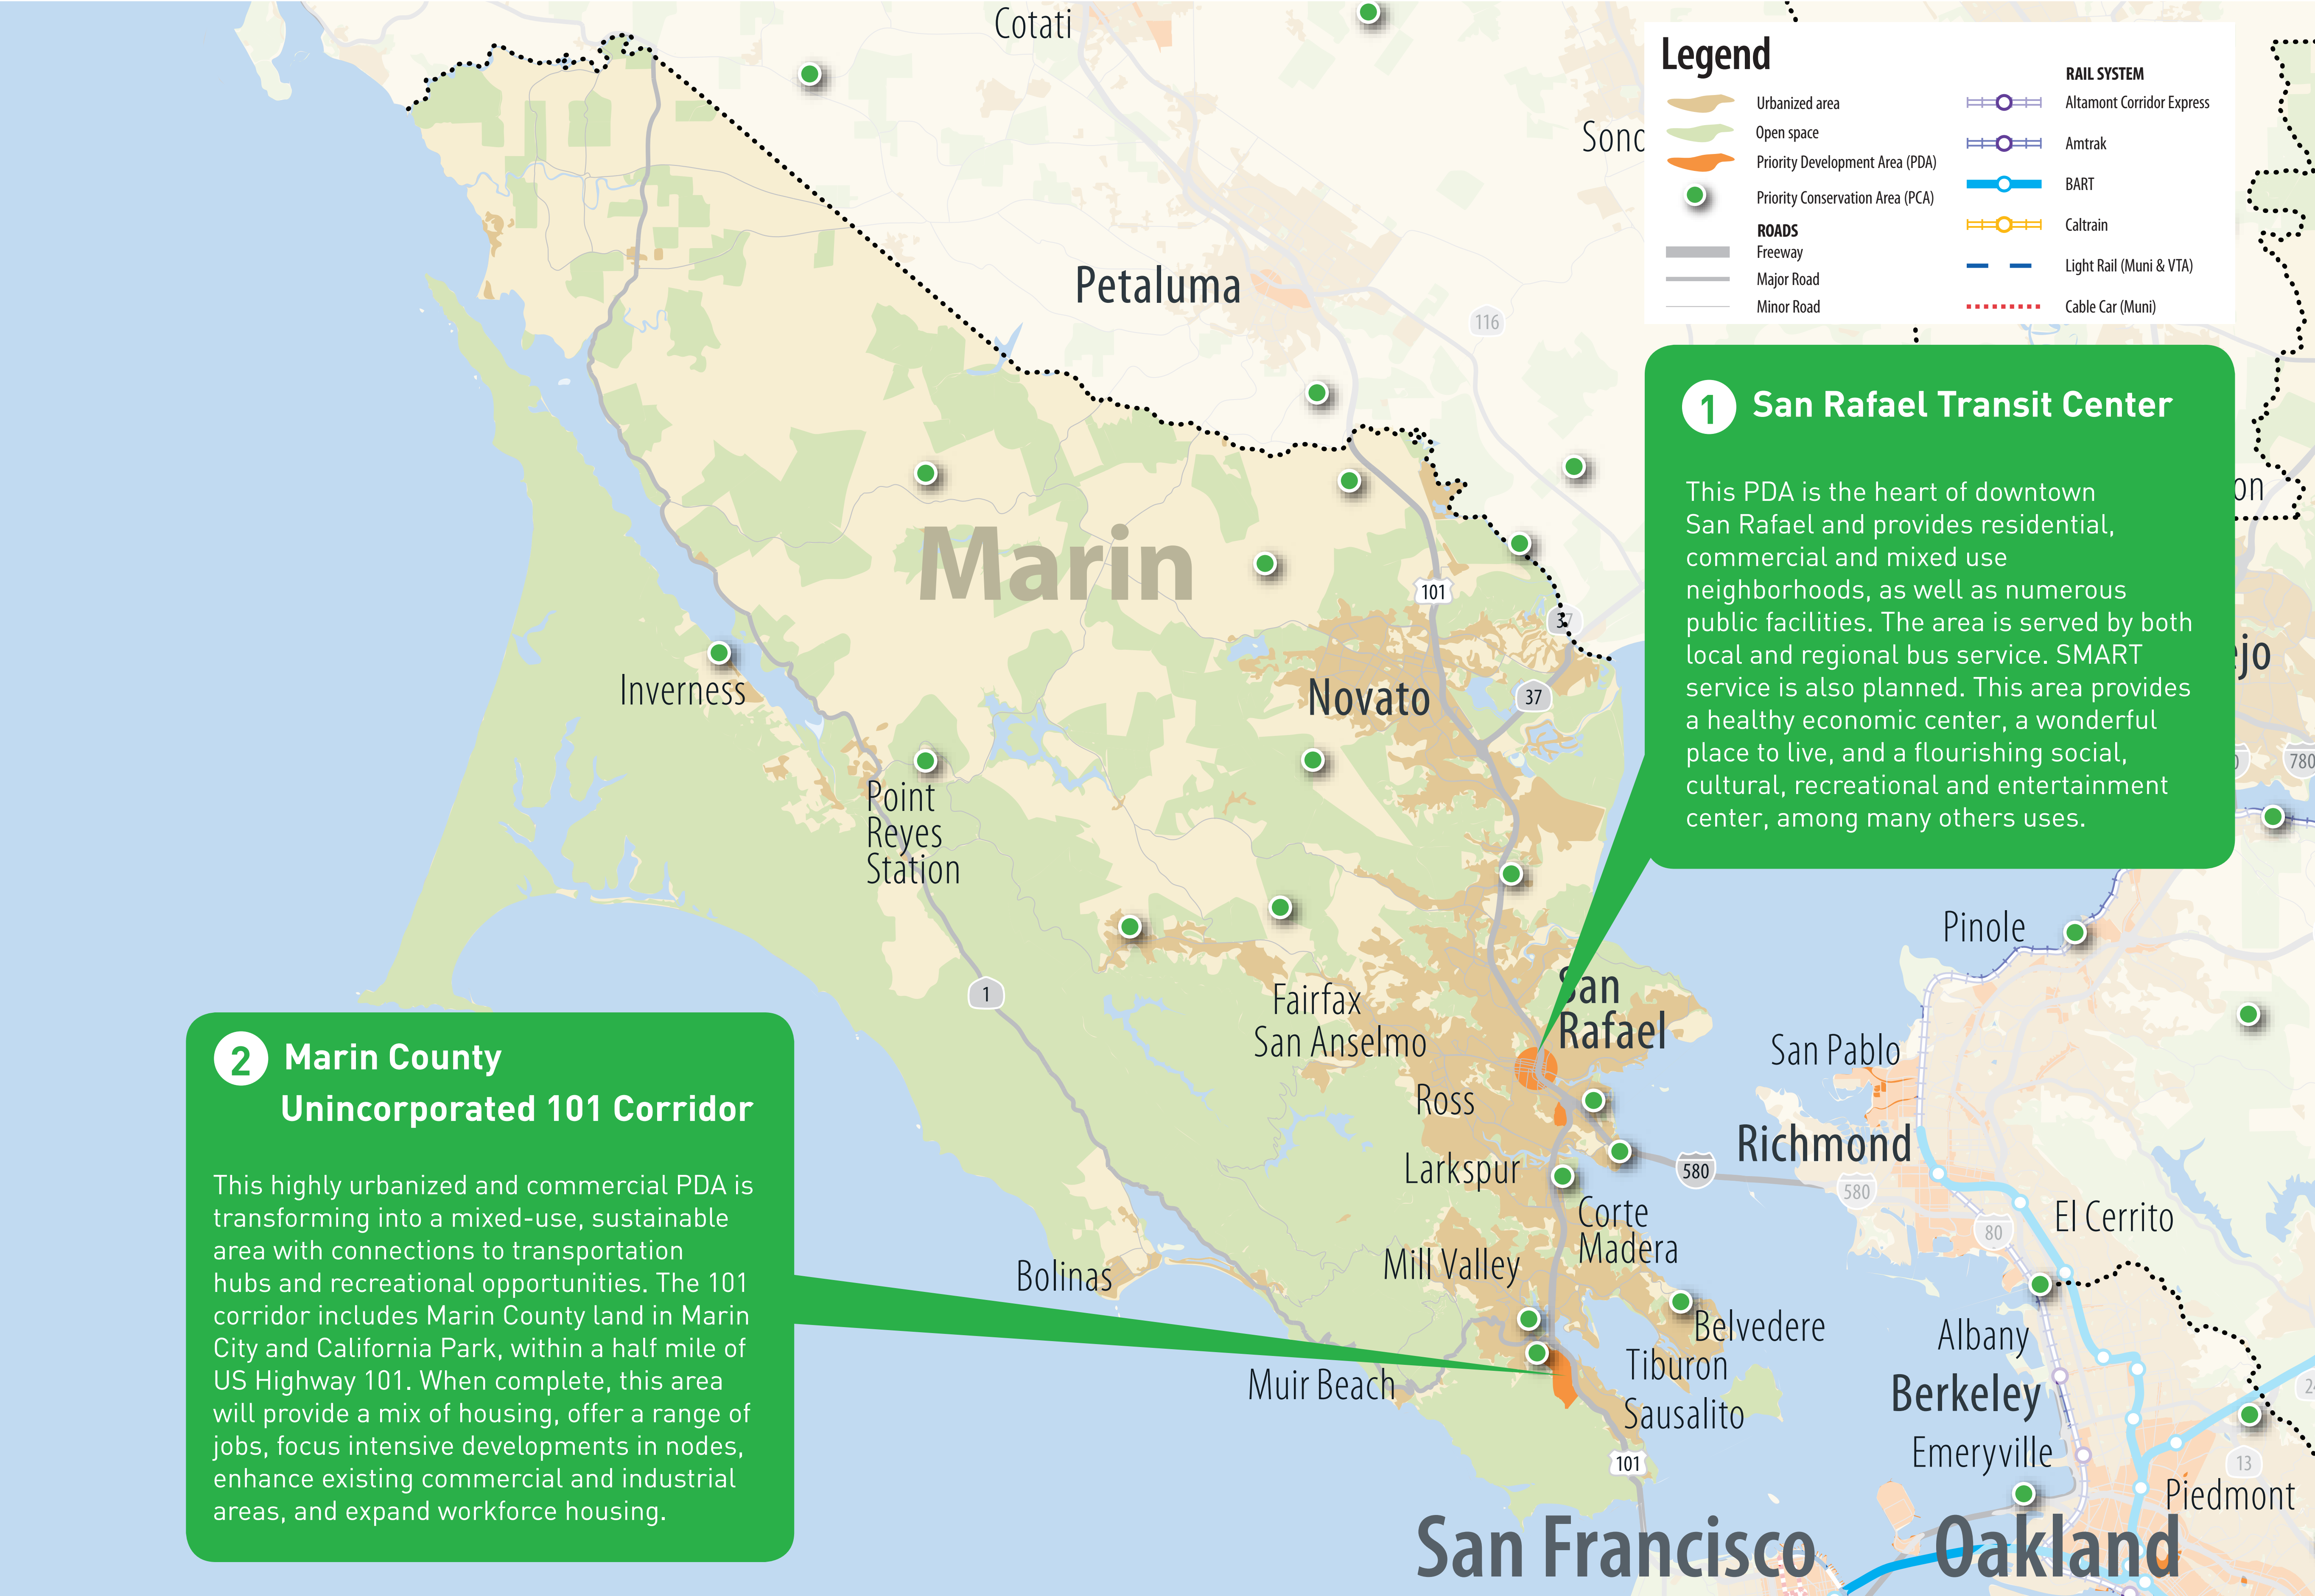 Cotati
Legend
RAIL SYSTEM
Urbanized area
Open space
Priority Development Area (PDA)
Priority Conservation Area (PCA)
ROADS
Freeway
Major Road
Minor Road
Altamont Corridor Express
Amtrak
BART
Caltrain
Light Rail (Muni & VTA)
Cable Car (Muni)
Petaluma
116
1 San Rafael Transit Center
This PDA is the heart of downtown
San Rafael and provides residential,
commercial and mixed use
neighborhoods, as well as numerous
public facilities. The area is served by both
local and regional bus service. SMART
service is also planned. This area provides
a healthy economic center, a wonderful
place to live, and a flourishing social,
cultural, recreational and entertainment
center, among many others uses.
Marin
101
37
Inverness
Novato
37
780
Point
Reyes
Station
Pinole
1
Fairfax
San Anselmo
San
Rafael
San Pablo
Ross
Richmond
Larkspur
580
580
Corte
Madera
El Cerrito
80
Mill Valley
Bolinas
Belvedere
Albany
Tiburon
Muir Beach
Berkeley
Sausalito
Emeryville
101
13
Piedmont
San Francisco
Oakland
2 Marin County
Unincorporated 101 Corridor
This highly urbanized and commercial PDA is
transforming into a mixed-use, sustainable
area with connections to transportation
hubs and recreational opportunities. The 101
corridor includes Marin County land in Marin
City and California Park, within a half mile of
US Highway 101. When complete, this area
will provide a mix of housing, offer a range of
jobs, focus intensive developments in nodes,
enhance existing commercial and industrial
areas, and expand workforce housing.